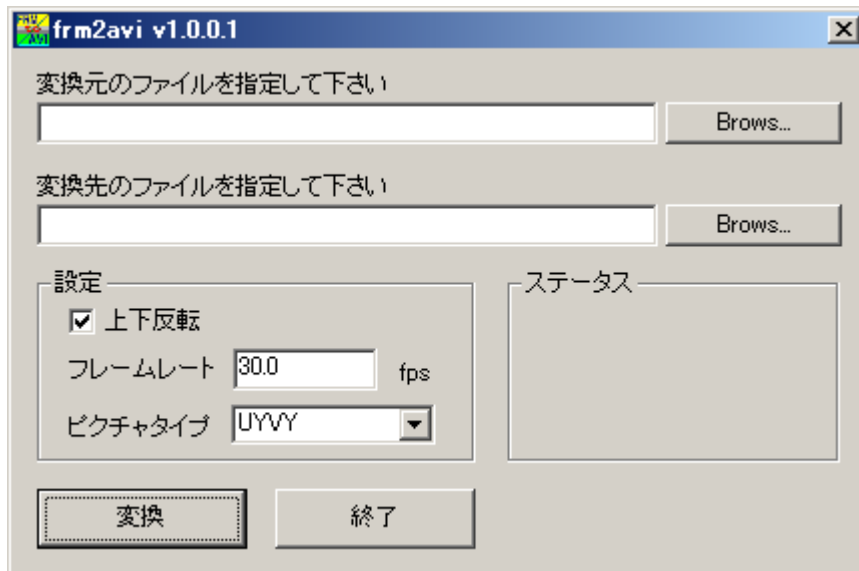 frm2avi v1.0.0.1
変換元のファイルを指定して下さい
Brows...
変換先のファイルを指定して下さい
Brows...
設定
上下反転
フレームレート 30.0 fps
ピクチャタイプ UYVY
ステータス
変換 終了